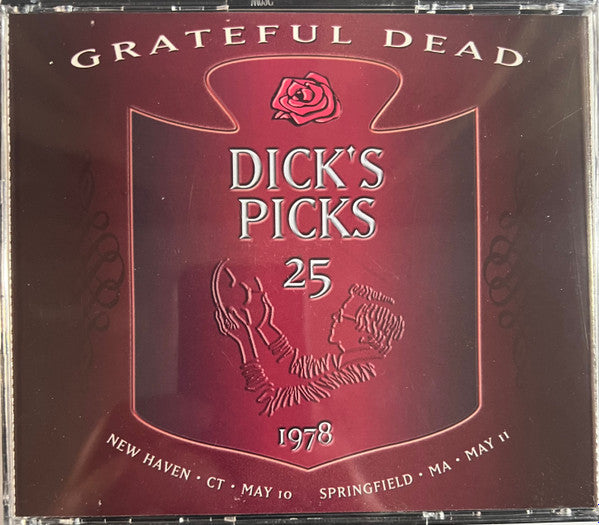 · GRATEFUL DEAD ·
DICK'S
PICKS
25
1978
NEW HAVEN · CT · MAY 10 SPRINGFIELD · MA · MAY 11